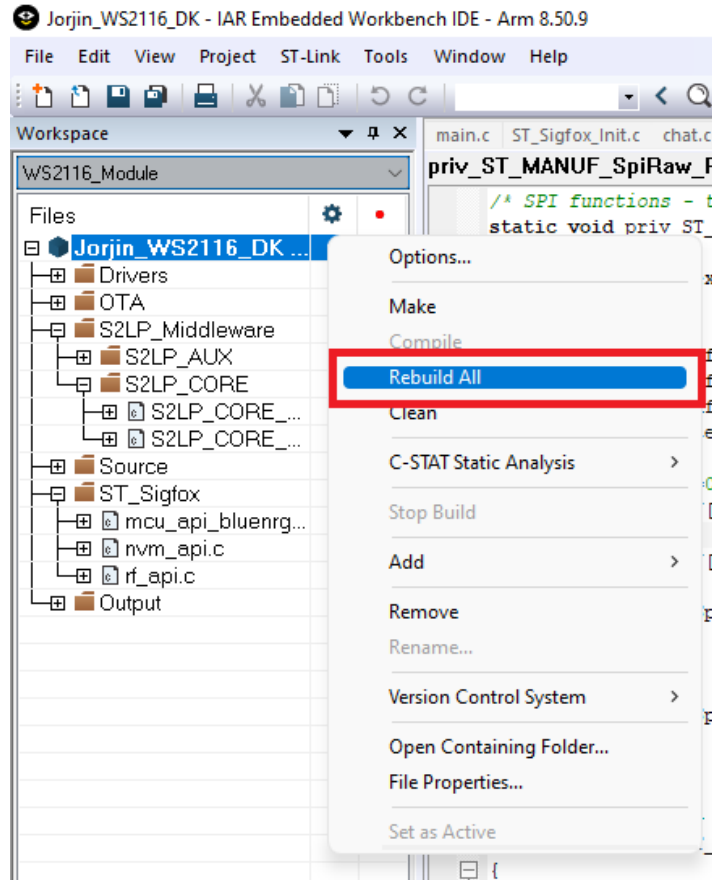 Jorjin_WS2116_DK - IAR Embedded Workbench IDE - Arm 8.50.9
File Edit View Project ST-Link Tools Window Help
Workspace
main.c ST_Sigfox_Init.c chat.c
WS2116_Module
priv_ST_MANUF_SpiRaw_
/* SPI functions - t
static void priv ST_
Files
Jorjin_WS2116_DK ...
Drivers
OTA
S2LP_Middleware
S2LP_AUX
S2LP_CORE
S2LP_CORE_...
S2LP_CORE_...
Source
ST_Sigfox
mcu_api_bluenrg...
nvm_api.c
rf_api.c
Output
Options...
Make
Compile
Rebuild All
Clean
C-STAT Static Analysis
Stop Build
Add
Remove
Rename...
Version Control System
Open Containing Folder...
File Properties...
Set as Active
{